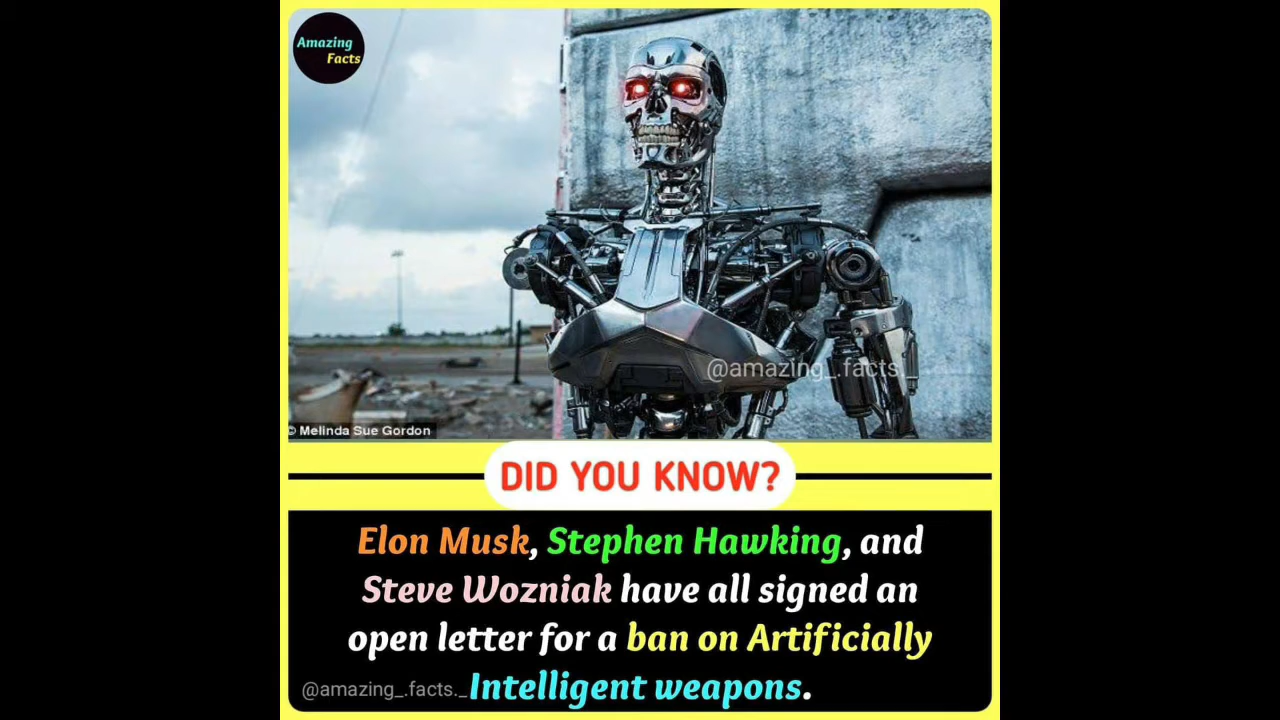 Amazing
Facts
@amazing_.facts._
© Melinda Sue Gordon
DID YOU KNOW?
Elon Musk, Stephen Hawking, and
Steve Wozniak have all signed an
open letter for a ban on Artificially
@amazing_.facts._Intelligent weapons.